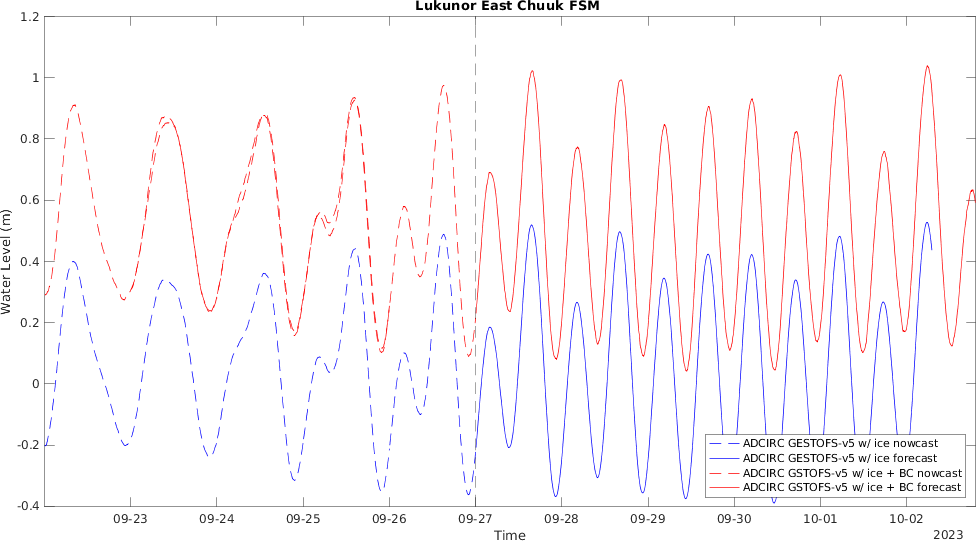 Lukunor East Chuuk FSM
1.2
1
0.8
0.6
0.4
0.2
0
-0.2
-0.4
Water Level (m)
ADCIRC GESTOFS-v5 w/ ice nowcast
ADCIRC GESTOFS-v5 w/ ice forecast
ADCIRC GSTOFS-v5 w/ ice + BC nowcast
ADCIRC GSTOFS-v5 w/ ice + BC forecast
09-23 09-24 09-25 09-26 09-27 09-28 09-29 09-30 10-01 10-02
Time
2023